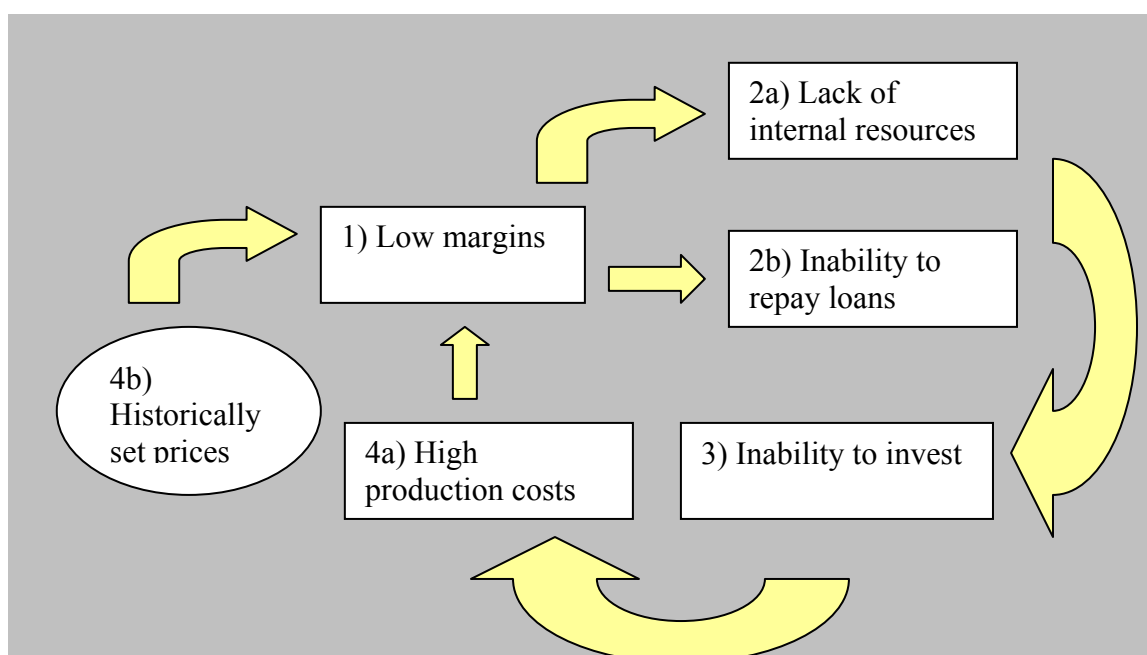 2a) Lack of
internal resources
1) Low margins
2b) Inability to
repay loans
4b)
Historically
set prices
4a) High
production costs
3) Inability to invest